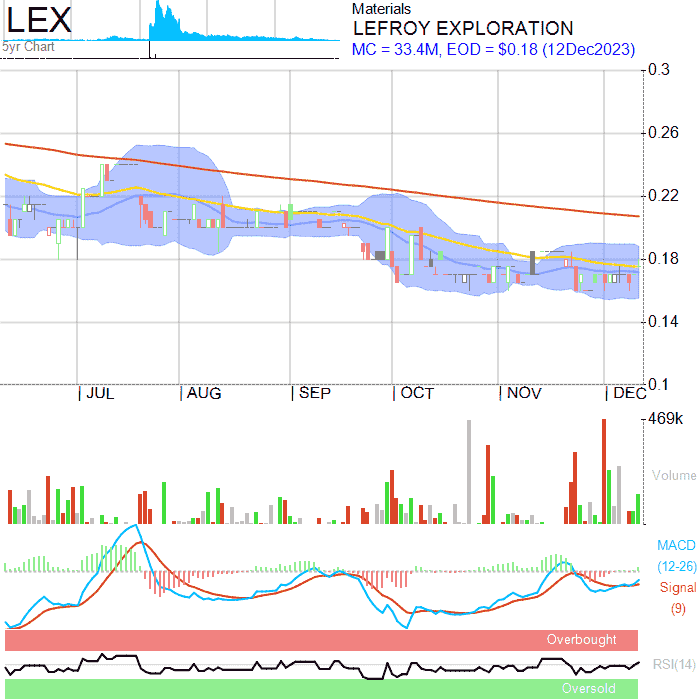 LEX
5yr Chart
Materials
LEFROY EXPLORATION
MC = 33.4M, EOD = $0.18 (12Dec2023)
0.3
0.26
0.22
0.18
0.14
0.1
JUL AUG SEP OCT NOV DEC
469k
Volume
MACD
(12-26)
Signal
(9)
Overbought
RSI(14)
Oversold